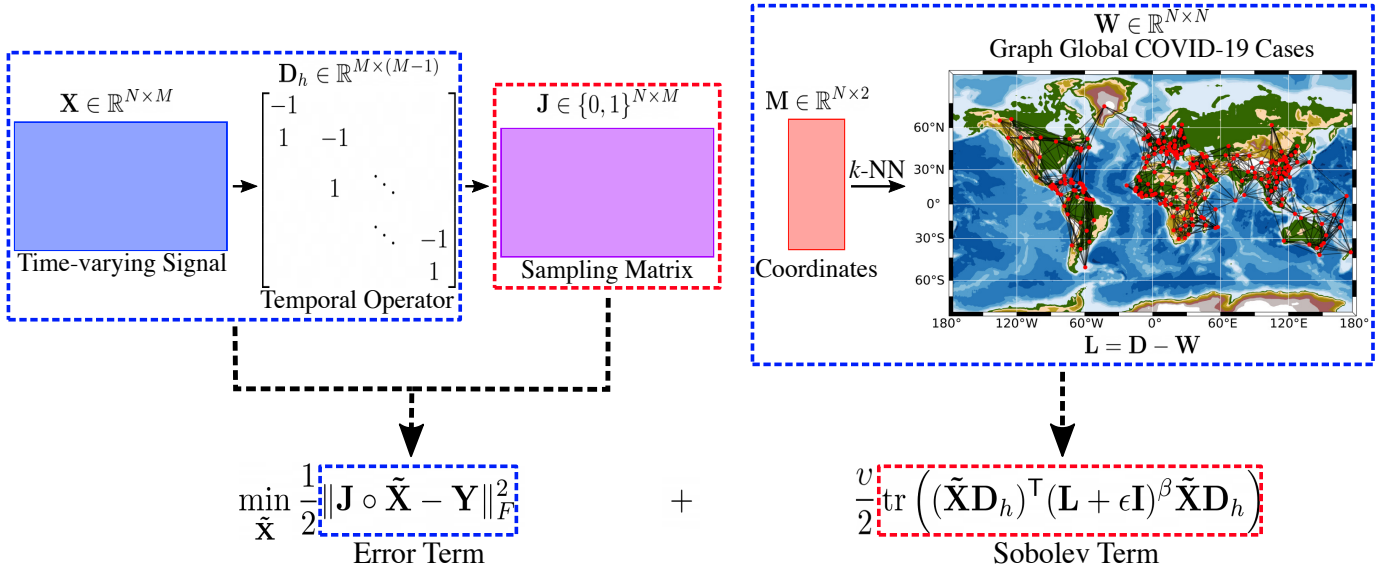 X ∈ ℝ^{N×M}
Time-varying Signal
D_h ∈ ℝ^{M×(M−1)}
−1
1 −1
1 ⋱
⋱ −1
1
Temporal Operator
J ∈ {0, 1}^{N×M}
Sampling Matrix
M ∈ ℝ^{N×2}
Coordinates
k-NN
W ∈ ℝ^{N×N}
Graph Global COVID-19 Cases
60°N
30°N
0°
30°S
60°S
180° 120°W 60°W 0° 60°E 120°E 180°
L = D − W
min_{X̃} 1/2 ‖J ∘ X̃ − Y‖²_F + υ/2 tr((X̃D_h)^⊤(L + ϵI)^β X̃D_h)
Error Term Sobolev Term